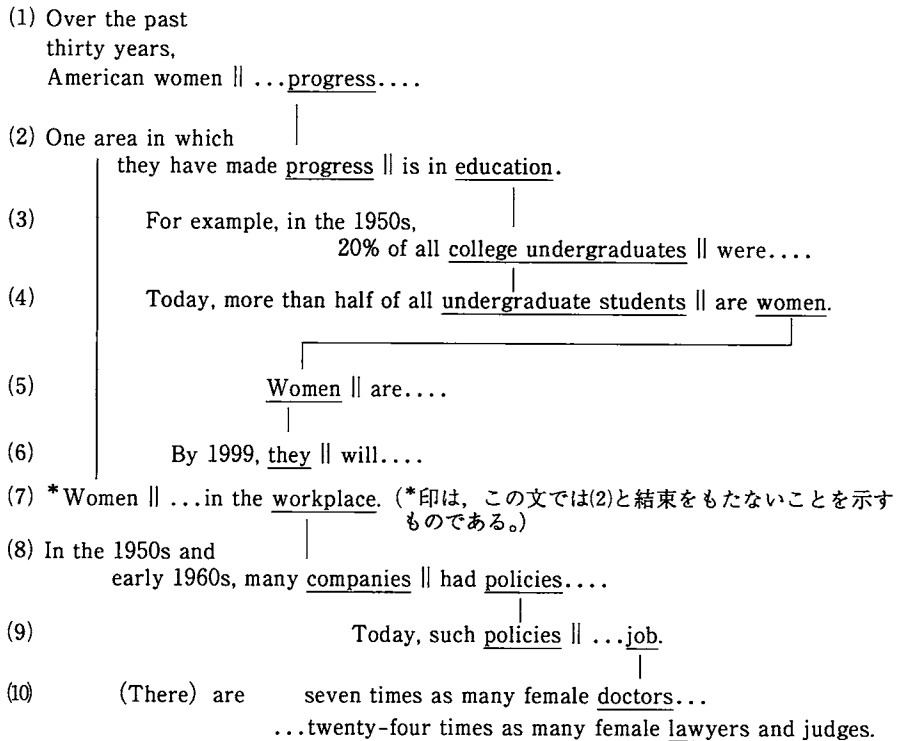 (1) Over the past
thirty years,
American women || ...progress....
(2) One area in which
they have made progress || is in education.
(3) For example, in the 1950s,
20% of all college undergraduates || were....
(4) Today, more than half of all undergraduate students || are women.
(5) Women || are....
(6) By 1999, they || will....
(7) *Women || ...in the workplace. (*印は，この文では(2)と結束をもたないことを示す
ものである。)
(8) In the 1950s and
early 1960s, many companies || had policies....
(9) Today, such policies || ...job.
(10) (There) are seven times as many female doctors...
...twenty-four times as many female lawyers and judges.